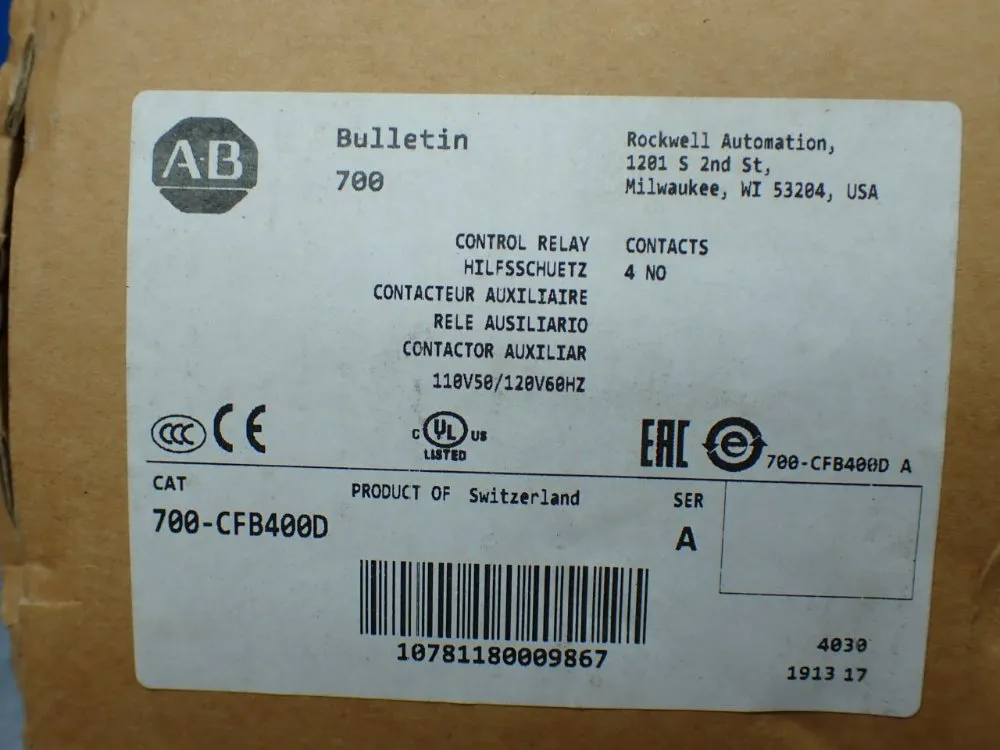 A·B
Bulletin
700
Rockwell Automation,
1201 S 2nd St,
Milwaukee, WI 53204, USA
CONTROL RELAY
HILFSSCHUETZ
CONTACTEUR AUXILIAIRE
RELE AUSILIARIO
CONTACTOR AUXILIAR
110V50/120V60HZ
CONTACTS
4 NO
CCC
CE
C UL US
LISTED
EAC
e
700-CFB400D A
CAT
700-CFB400D
PRODUCT OF Switzerland
SER
A
10781180009867
4030
1913 17